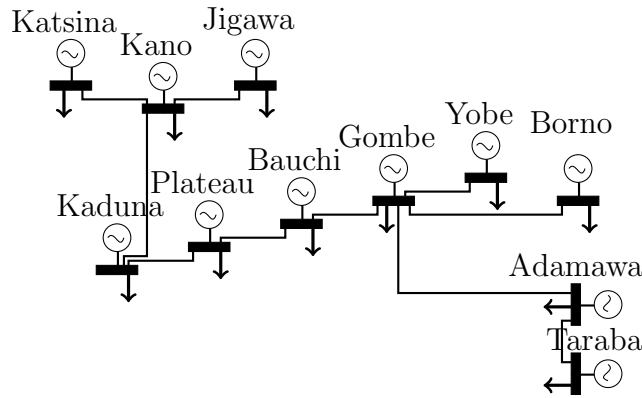 Katsina
Kano
Jigawa
Kaduna
Plateau
Bauchi
Gombe
Yobe
Borno
Adamawa
Taraba